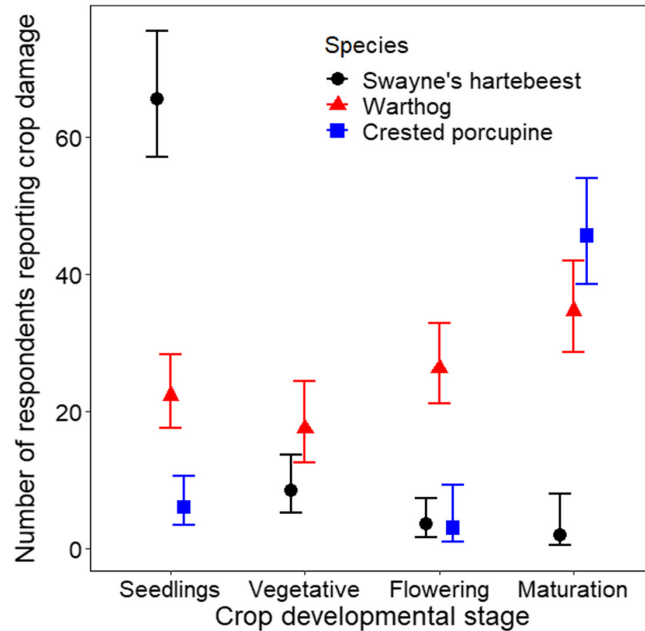 Number of respondents reporting crop damage
60
40
20
0
Species
Swayne's hartebeest
Warthog
Crested porcupine
Seedlings Vegetative Flowering Maturation
Crop developmental stage